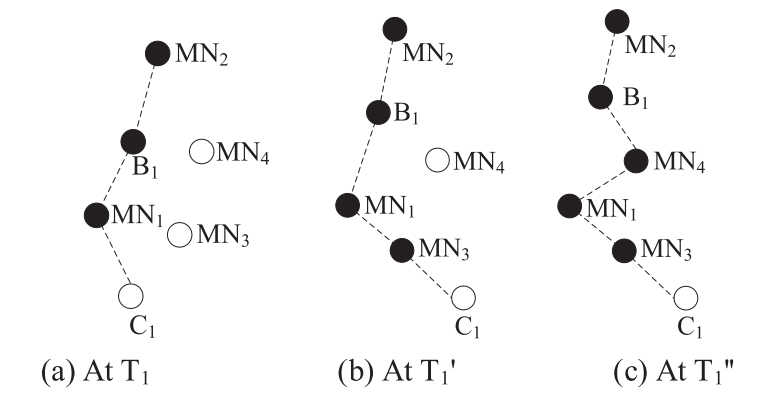 MN₂
B₁
MN₄
MN₁
MN₃
C₁
(a) At T₁
MN₂
B₁
MN₄
MN₁
MN₃
C₁
(b) At T₁'
MN₂
B₁
MN₄
MN₁
MN₃
C₁
(c) At T₁"